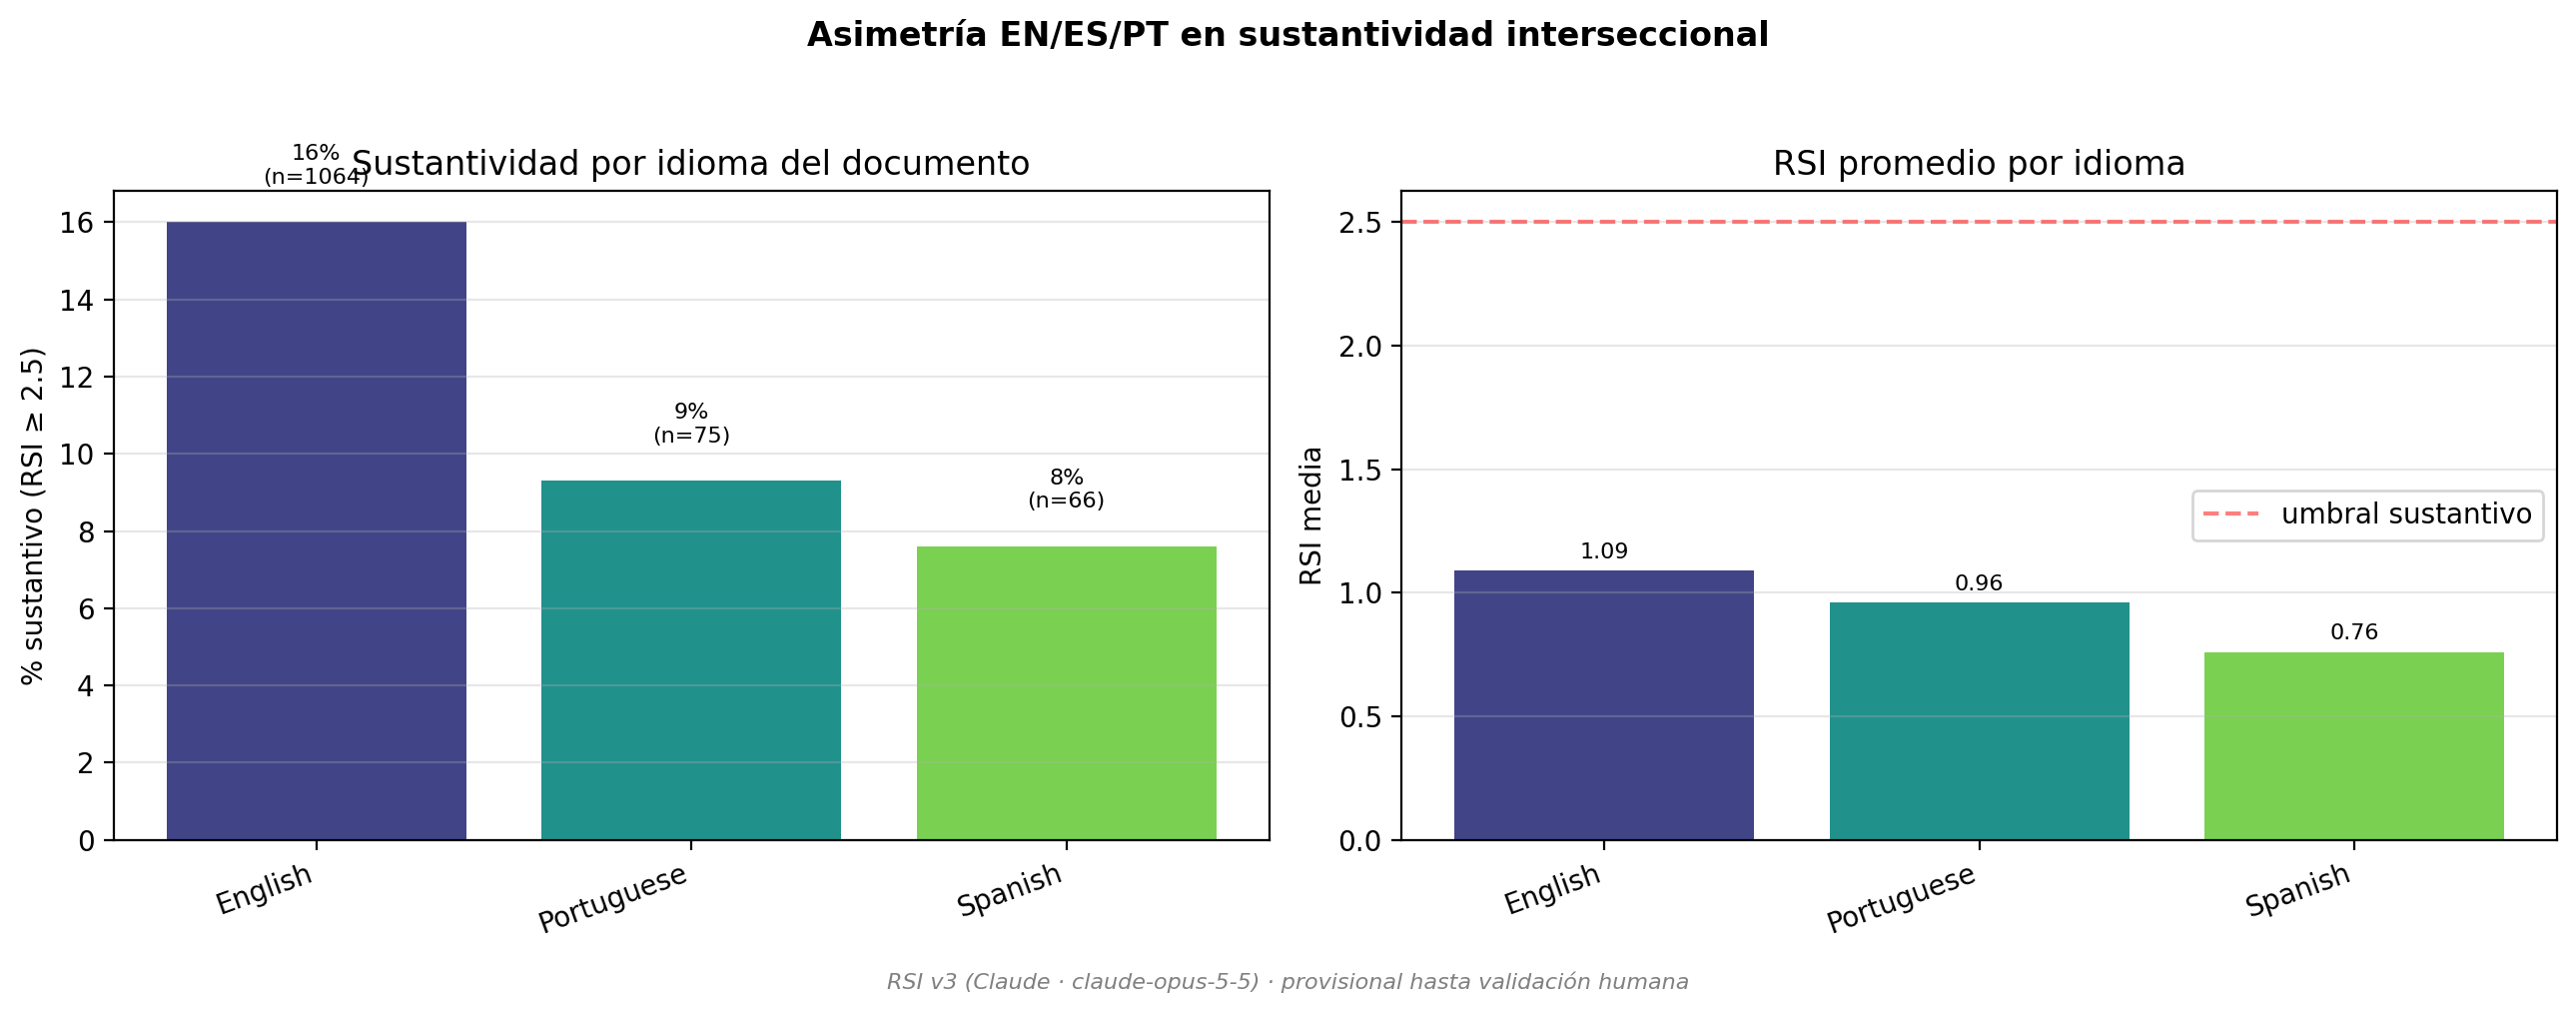 Asimetría EN/ES/PT en sustantividad interseccional
Sustantividad por idioma del documento
% sustantivo (RSI ≥ 2.5)
16
14
12
10
8
6
4
2
0
16%
(n=1064)
9%
(n=75)
8%
(n=66)
English
Portuguese
Spanish
RSI promedio por idioma
RSI media
2.5
2.0
1.5
1.0
0.5
0.0
umbral sustantivo
1.09
0.96
0.76
English
Portuguese
Spanish
RSI v3 (Claude · claude-opus-5-5) · provisional hasta validación humana